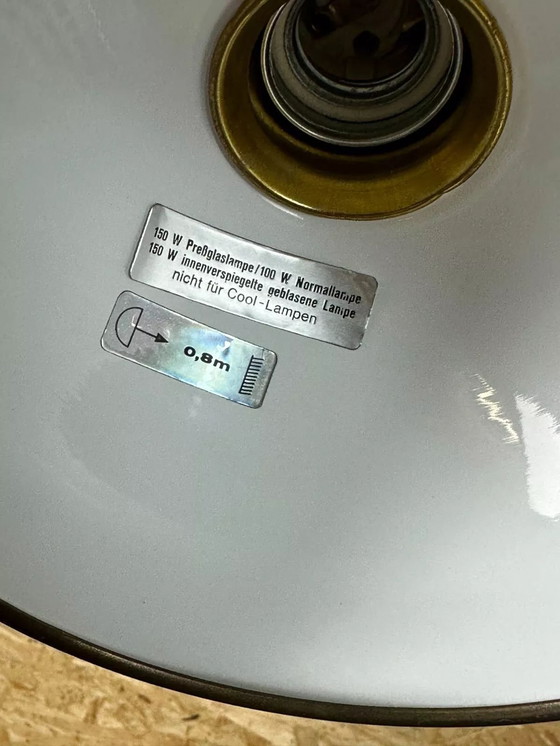 150 W Preßglaslampe/100 W Normallampe
150 W innenverspiegelte geblasene Lampe
nicht für Cool-Lampen
0,8m